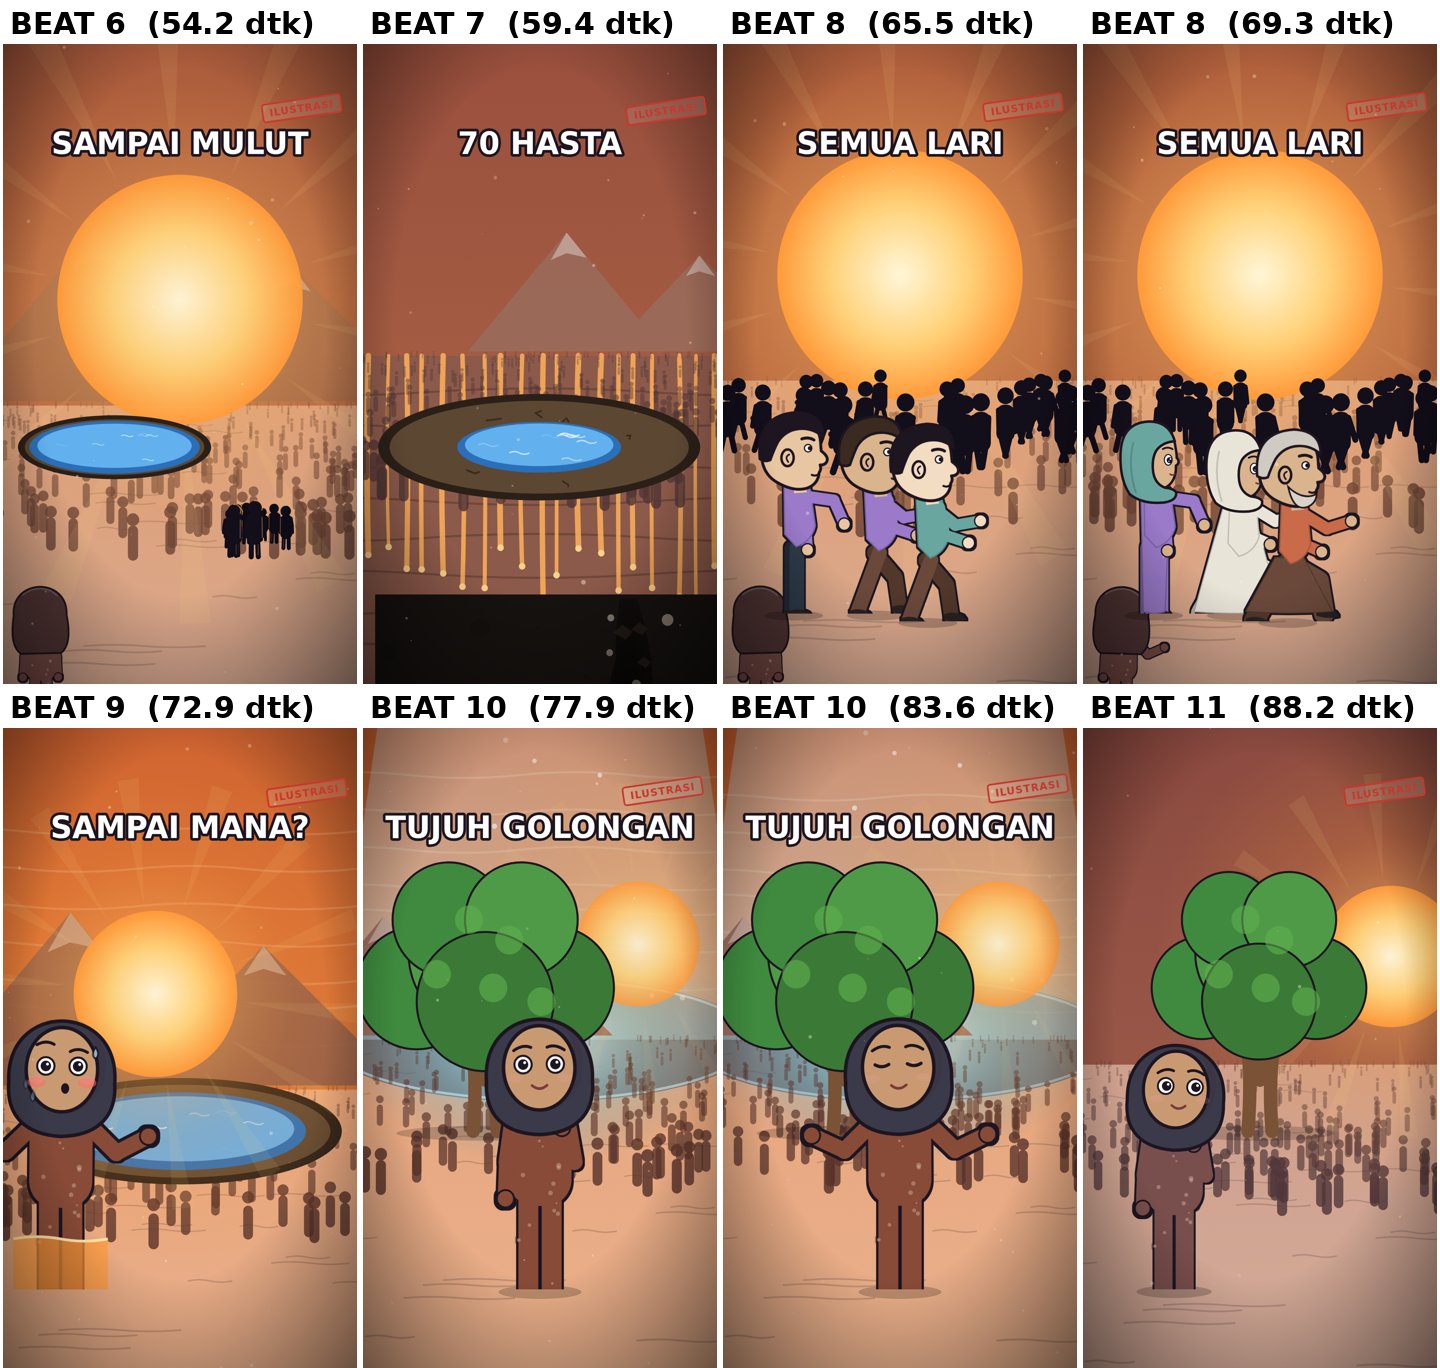 BEAT 6 (54.2 dtk)
ILUSTRASI
SAMPAI MULUT
BEAT 7 (59.4 dtk)
ILUSTRASI
70 HASTA
BEAT 8 (65.5 dtk)
ILUSTRASI
SEMUA LARI
BEAT 8 (69.3 dtk)
ILUSTRASI
SEMUA LARI
BEAT 9 (72.9 dtk)
ILUSTRASI
SAMPAI MANA?
BEAT 10 (77.9 dtk)
ILUSTRASI
TUJUH GOLONGAN
BEAT 10 (83.6 dtk)
ILUSTRASI
TUJUH GOLONGAN
BEAT 11 (88.2 dtk)
ILUSTRASI